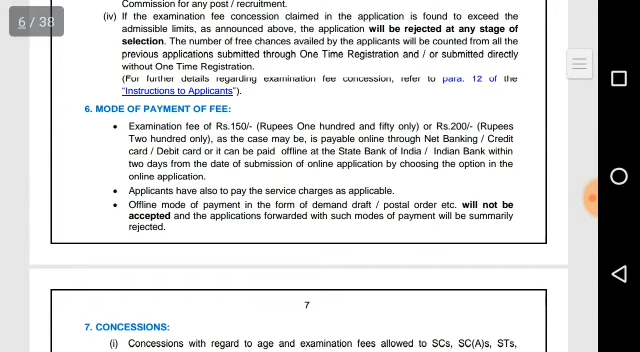 Commission for any post / recruitment.
6 / 38
(iv) If the examination fee concession claimed in the application is found to exceed the
admissible limits, as announced above, the application will be rejected at any stage of
selection. The number of free chances availed by the applicants will be counted from all the
previous applications submitted through One Time Registration and / or submitted directly
without One Time Registration.
(For further details regarding examination fee concession, refer to para. 12 of the
"Instructions to Applicants").
6. MODE OF PAYMENT OF FEE:
• Examination fee of Rs.150/- (Rupees One hundred and fifty only) or Rs.200/- (Rupees
Two hundred only), as the case may be, is payable online through Net Banking / Credit
card / Debit card or it can be paid offline at the State Bank of India / Indian Bank within
two days from the date of submission of online application by choosing the option in the
online application.
• Applicants have also to pay the service charges as applicable.
• Offline mode of payment in the form of demand draft / postal order etc. will not be
accepted and the applications forwarded with such modes of payment will be summarily
rejected.
7
7. CONCESSIONS:
(i) Concessions with regard to age and examination fees allowed to SCs, SC(A)s, STs,